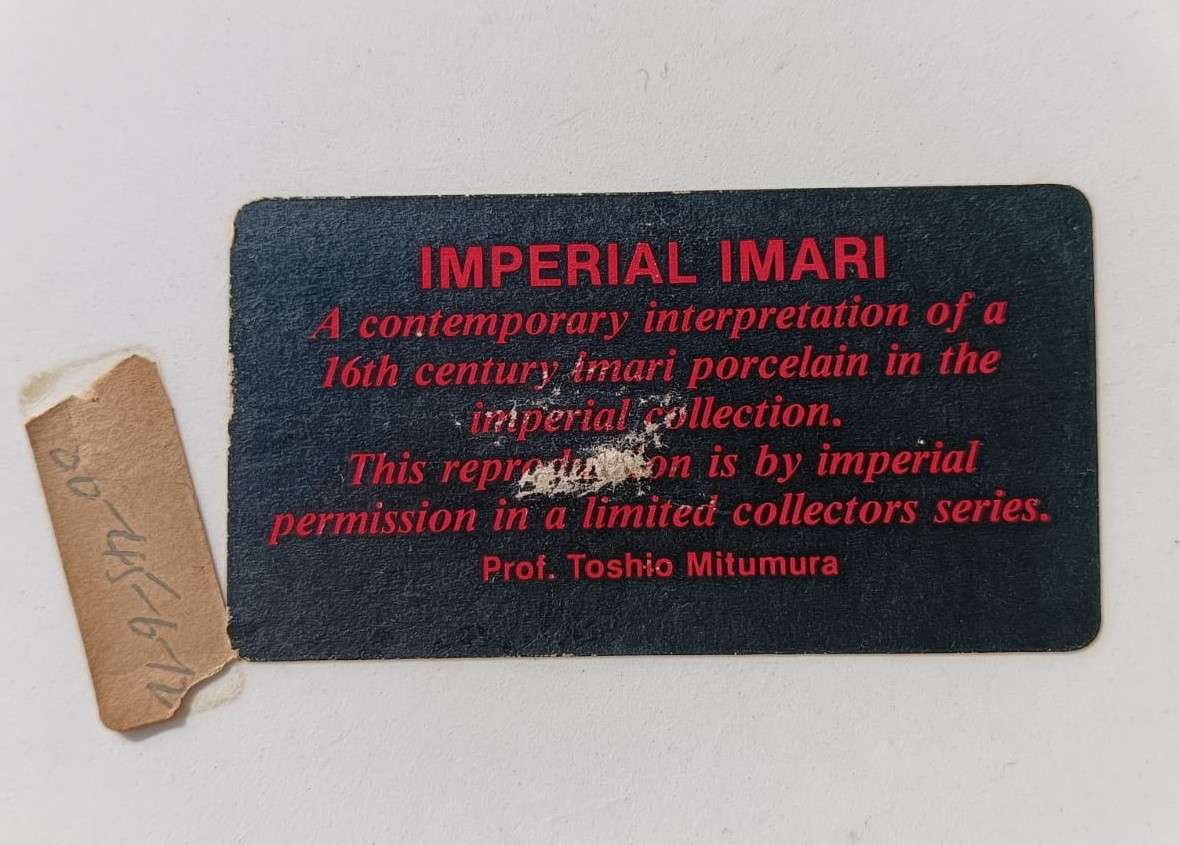 IMPERIAL IMARI
A contemporary interpretation of a
16th century Imari porcelain in the
imperial collection.
This reproduction is by imperial
permission in a limited collectors series.
Prof. Toshio Mitumura